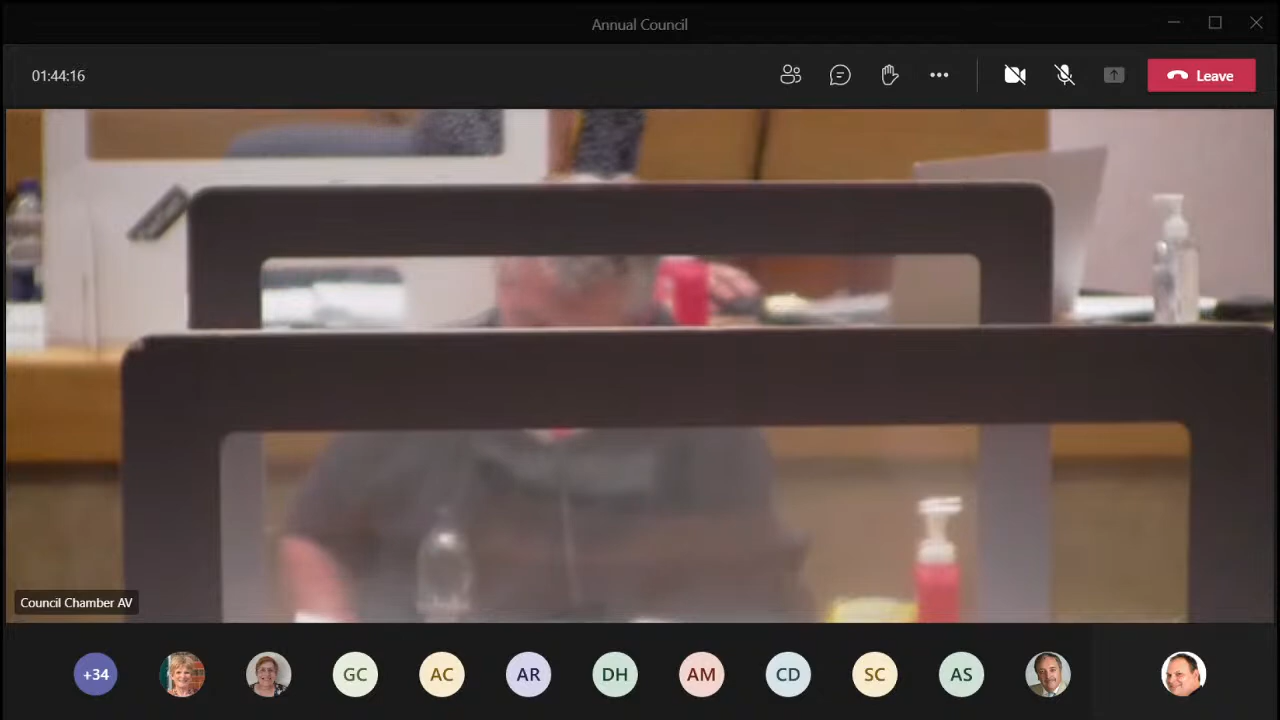 Annual Council
01:44:16
Leave
Council Chamber AV
+34
GC
AC
AR
DH
AM
CD
SC
AS